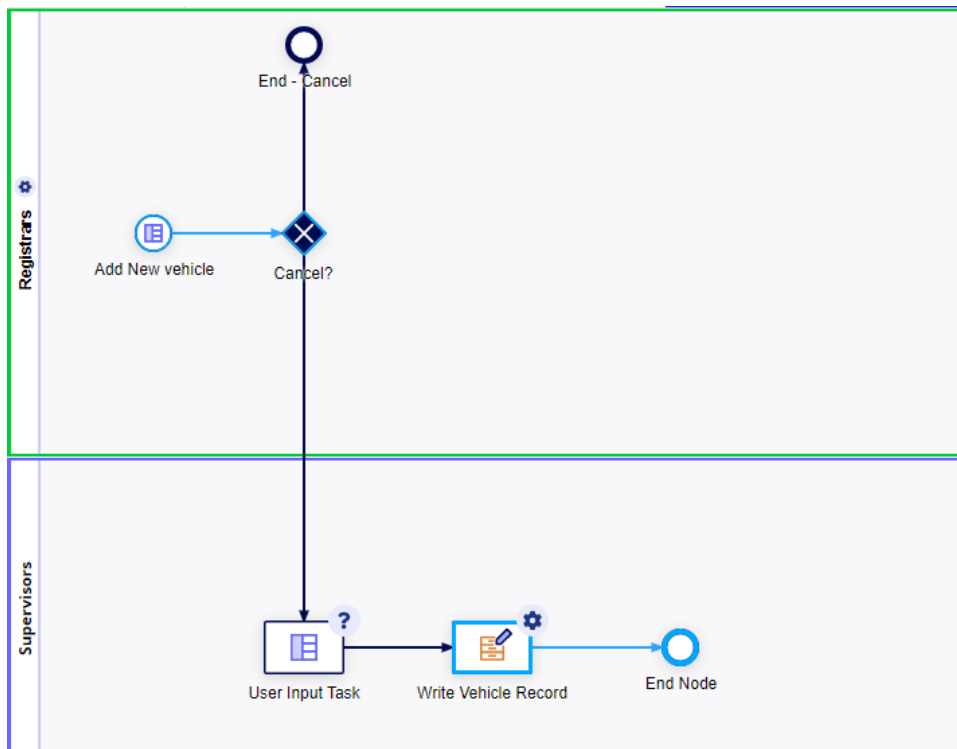 End - Cancel
Registrars
Add New vehicle
Cancel?
Supervisors
?
User Input Task
Write Vehicle Record
End Node